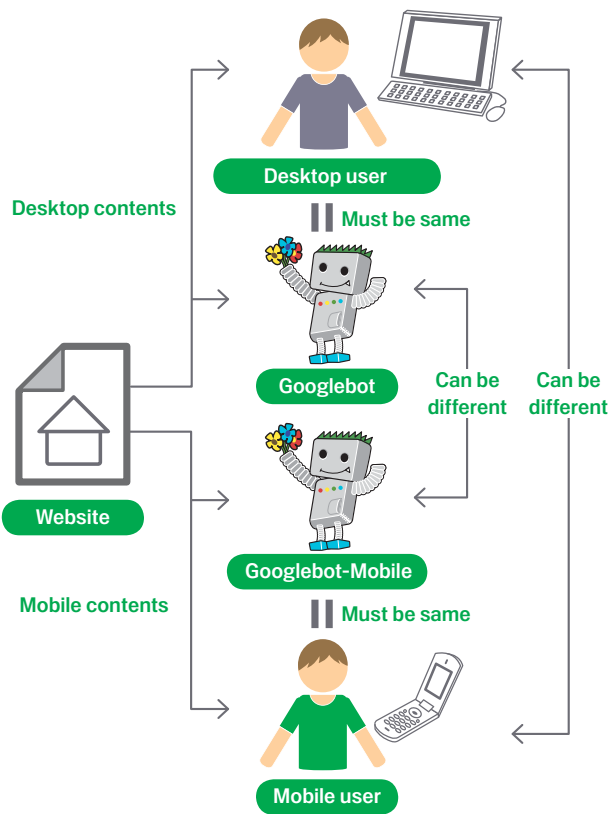 Desktop user
Desktop contents
Must be same
Googlebot
Can be
different
Can be
different
Website
Googlebot-Mobile
Mobile contents
Must be same
Mobile user